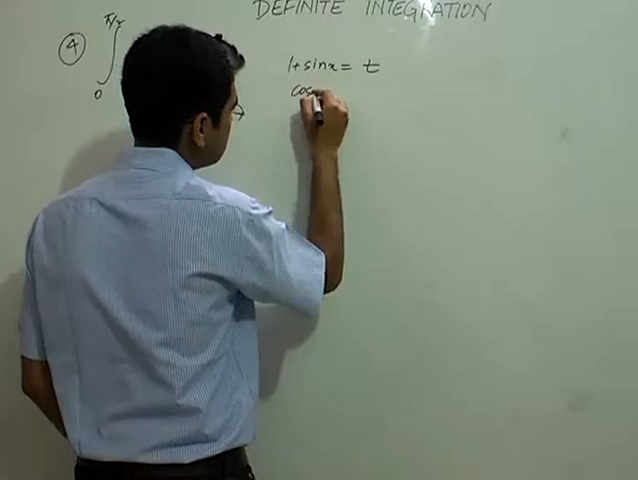 DEFINITE INTEGRATION
④ ∫ π/2
0
1+sinx = t
cos